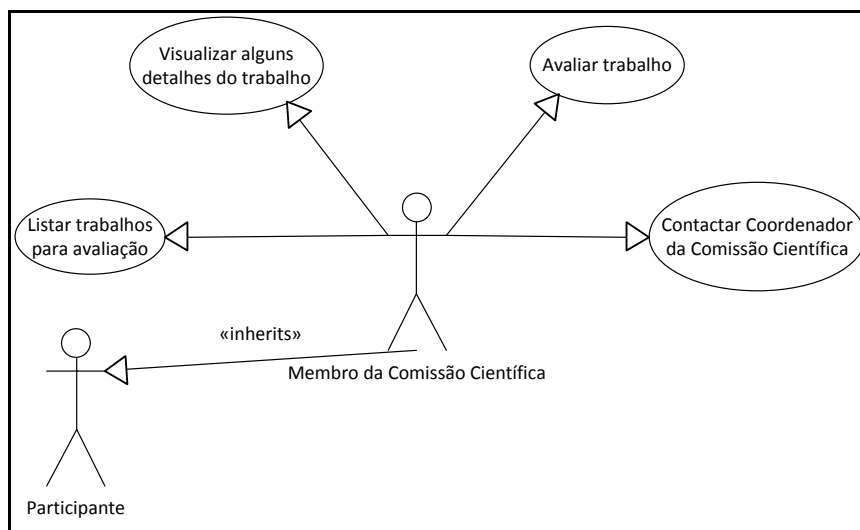 Visualizar alguns
detalhes do trabalho
Avaliar trabalho
Listar trabalhos
para avaliação
Contactar Coordenador
da Comissão Científica
«inherits»
Membro da Comissão Científica
Participante